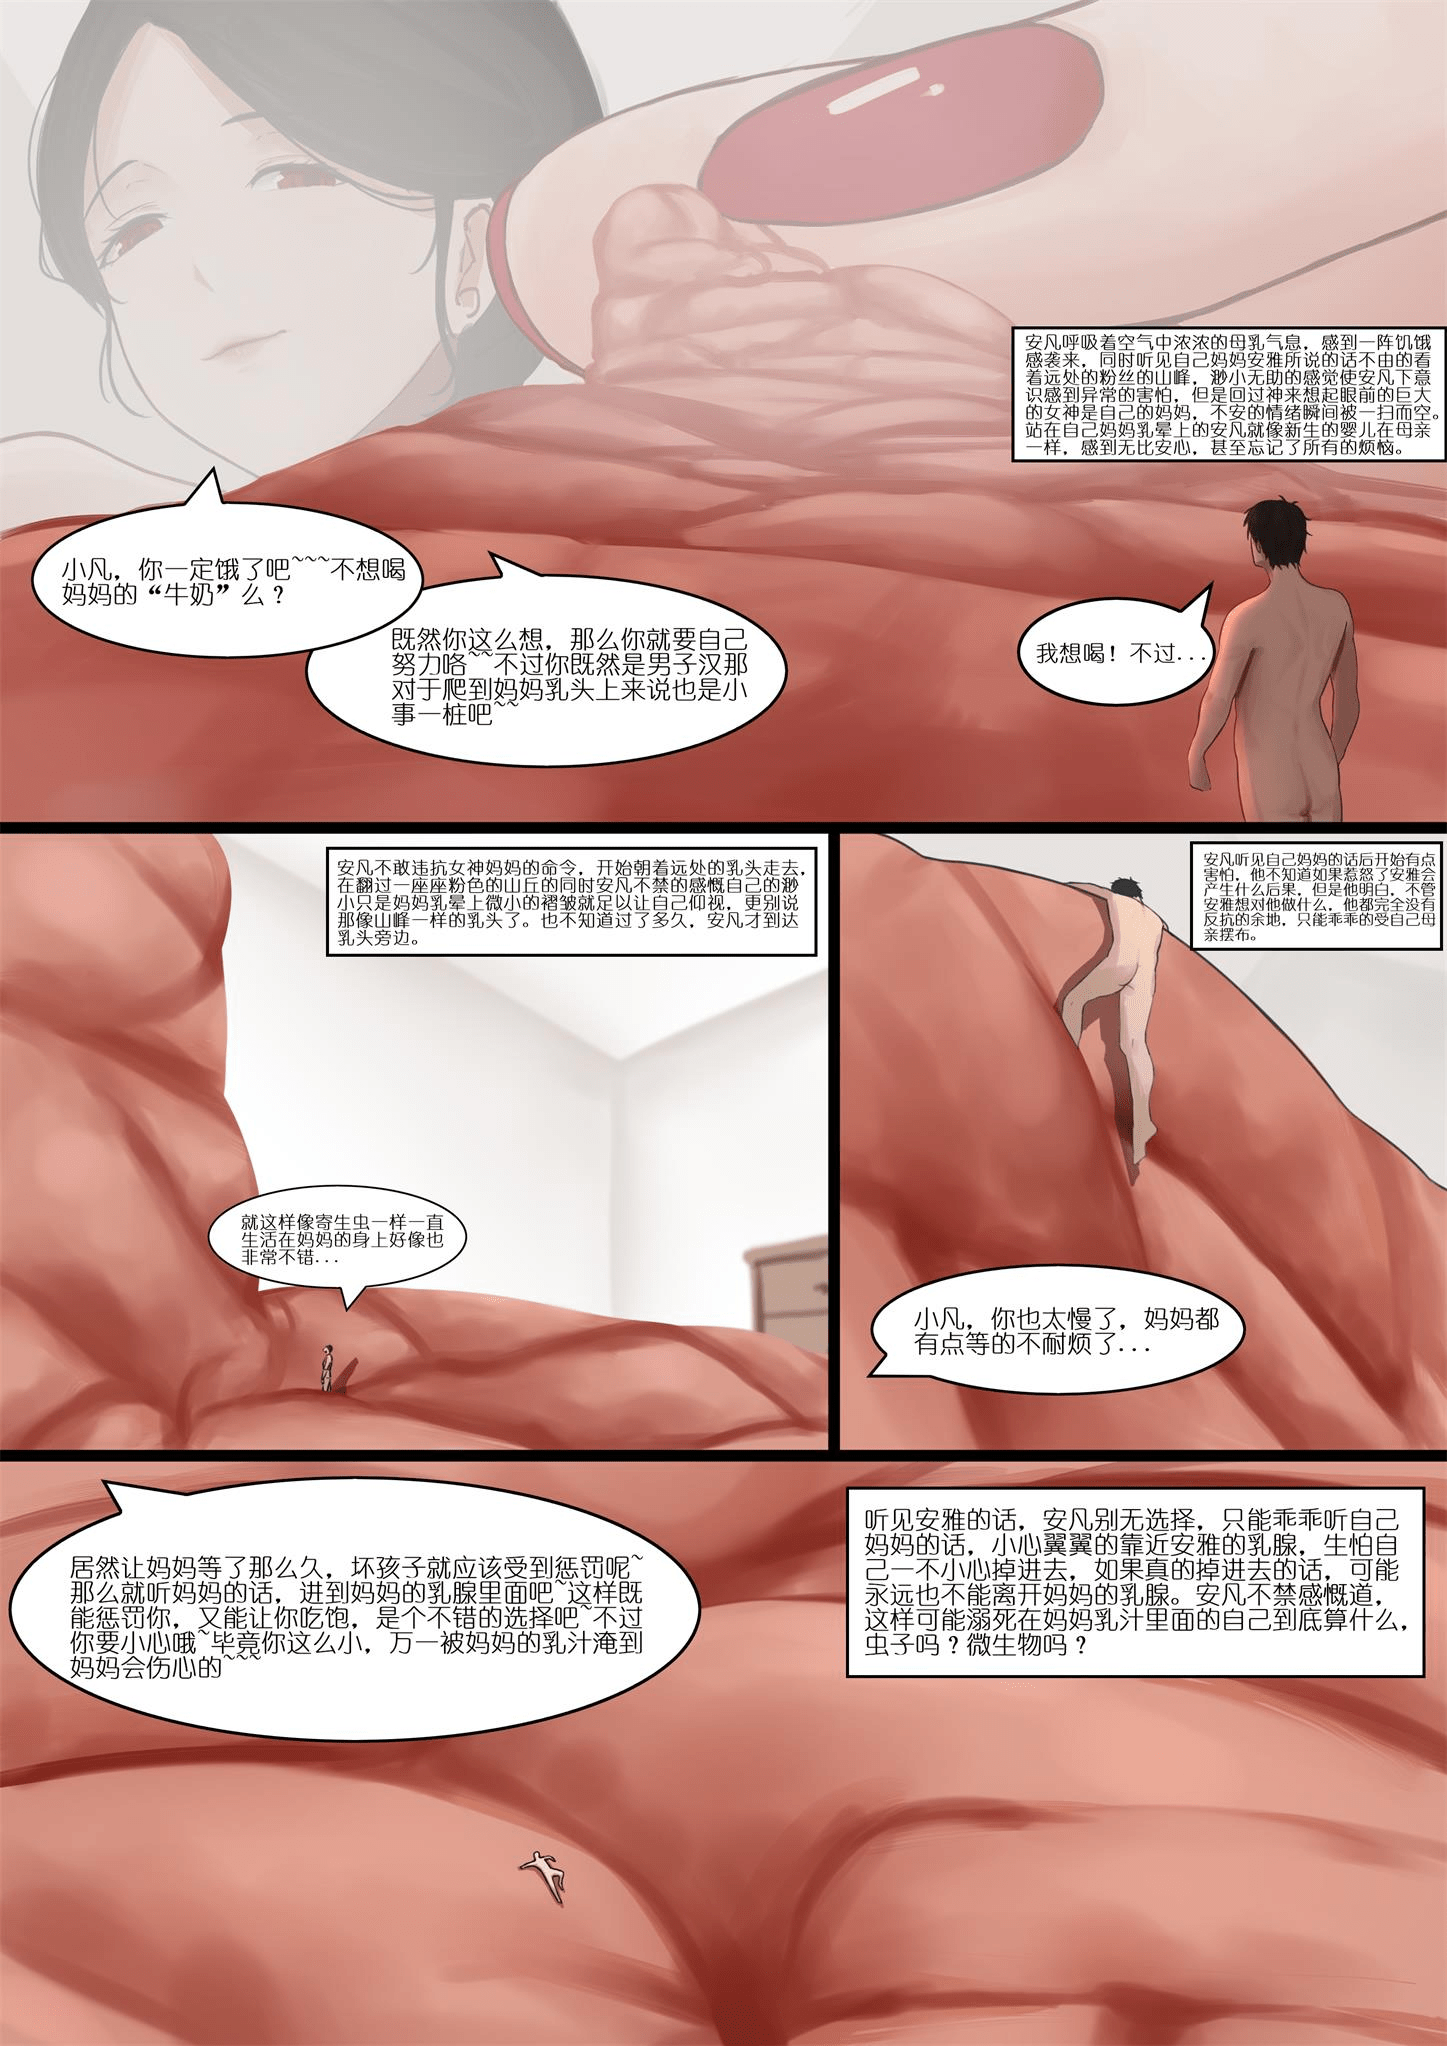 安凡呼吸着空气中浓浓的母乳气息，感到一阵饥饿
感袭来，同时听见自己妈妈安雅所说的话不由的看
着远处的粉丝的山峰，渺小无助的感觉使安凡下意
识感到异常的害怕，但是回过神来想起眼前的巨大
的女神是自己的妈妈，不安的情绪瞬间被一扫而空。
站在自己妈妈乳晕上的安凡就像新生的婴儿在母亲
一样，感到无比安心，甚至忘记了所有的烦恼。
小凡，你一定饿了吧~~~不想喝
妈妈的“牛奶”么？
既然你这么想，那么你就要自己
努力咯~~不过你既然是男子汉那
对于爬到妈妈乳头上来说也是小
事一桩吧~~
我想喝！不过...
安凡不敢违抗女神妈妈的命令，开始朝着远处的乳头走去，
在翻过一座座粉色的山丘的同时安凡不禁的感慨自己的渺
小只是妈妈乳晕上微小的褶皱就足以让自己仰视，更别说
那像山峰一样的乳头了。也不知道过了多久，安凡才到达
乳头旁边。
就这样像寄生虫一样一直
生活在妈妈的身上好像也
非常不错...
安凡听见自己妈妈的话后开始有点
害怕，他不知道如果惹怒了安雅会
产生什么后果，但是他明白，不管
安雅想对他做什么，他都完全没有
反抗的余地，只能乖乖的受自己母
亲摆布。
小凡，你也太慢了，妈妈都
有点等的不耐烦了...
居然让妈妈等了那么久，坏孩子就应该受到惩罚呢~
那么就听妈妈的话，进到妈妈的乳腺里面吧~这样既
能惩罚你，又能让你吃饱，是个不错的选择吧~不过
你要小心哦~毕竟你这么小，万一被妈妈的乳汁淹到
妈妈会伤心的~~~
听见安雅的话，安凡别无选择，只能乖乖听自己
妈妈的话，小心翼翼的靠近安雅的乳腺，生怕自
己一不小心掉进去，如果真的掉进去的话，可能
永远也不能离开妈妈的乳腺。安凡不禁感慨道，
这样可能溺死在妈妈乳汁里面的自己到底算什么，
虫子吗？微生物吗？